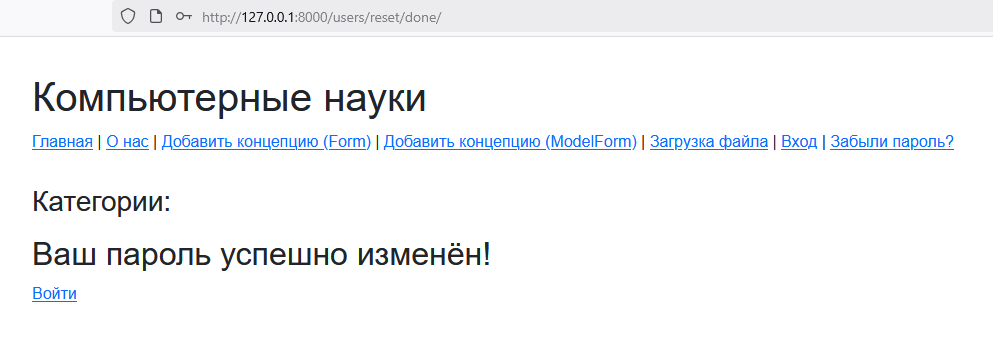 http://127.0.0.1:8000/users/reset/done/
Компьютерные науки
Главная | О нас | Добавить концепцию (Form) | Добавить концепцию (ModelForm) | Загрузка файла | Вход | Забыли пароль?
Категории:
Ваш пароль успешно изменён!
Войти